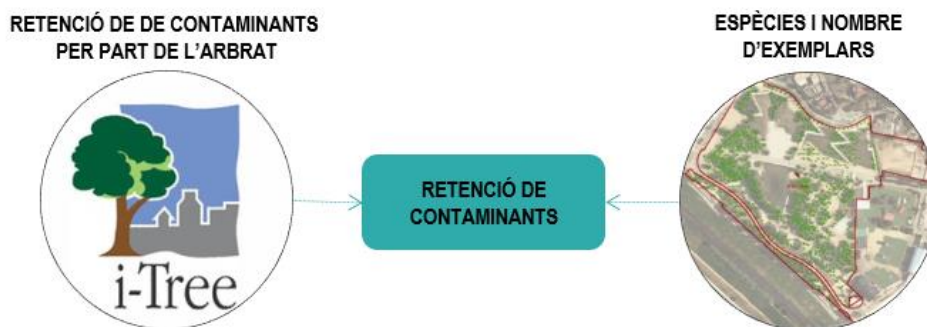 RETENCIÓ DE DE CONTAMINANTS
PER PART DE L'ARBRAT
ESPÈCIES I NOMBRE
D'EXEMPLARS
RETENCIÓ DE
CONTAMINANTS
i-Tree